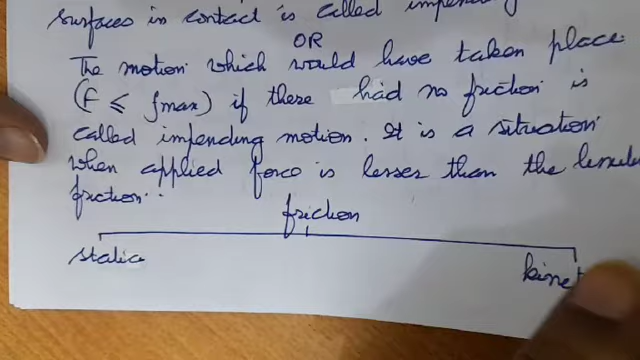 surfaces in contact is called impending
OR
The motion which would have taken place
(F ⩽ fmax) if there had no friction is
called impending motion. It is a situation
when applied force is lesser than the
friction..
friction
static
kinet